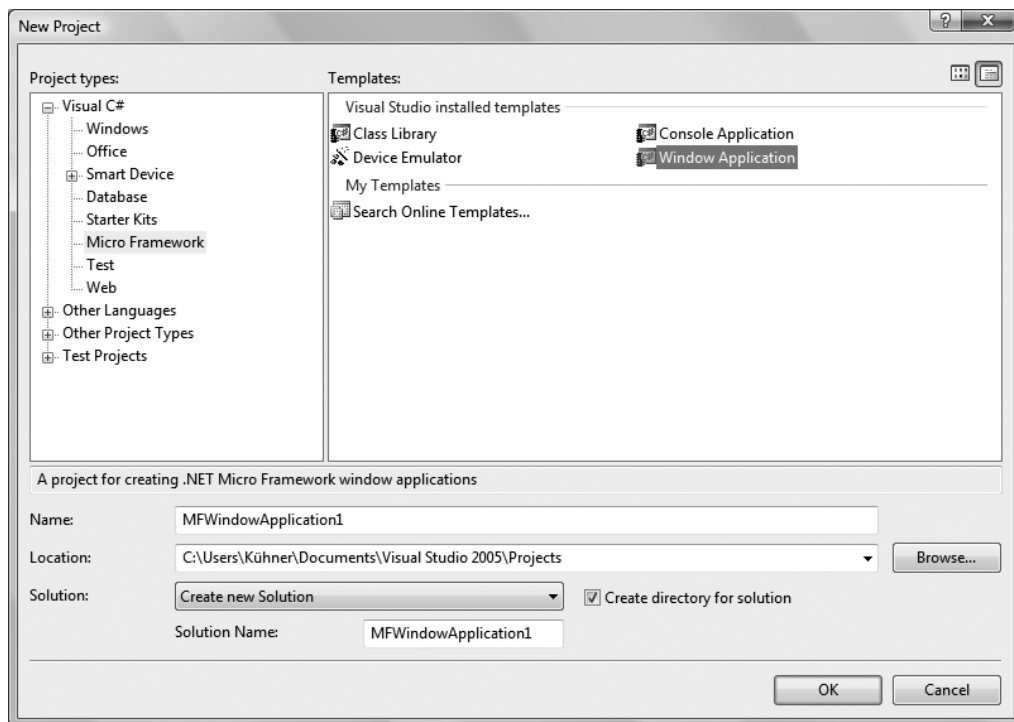 New Project
Project types:
Templates:
Visual C#
Windows
Office
Smart Device
Database
Starter Kits
Micro Framework
Test
Web
Other Languages
Other Project Types
Test Projects
Visual Studio installed templates
Class Library
Console Application
Device Emulator
Window Application
My Templates
Search Online Templates...
A project for creating .NET Micro Framework window applications
Name:
MFWindowApplication1
Location:
C:\Users\Kühner\Documents\Visual Studio 2005\Projects
Browse...
Solution:
Create new Solution
Create directory for solution
Solution Name:
MFWindowApplication1
OK
Cancel